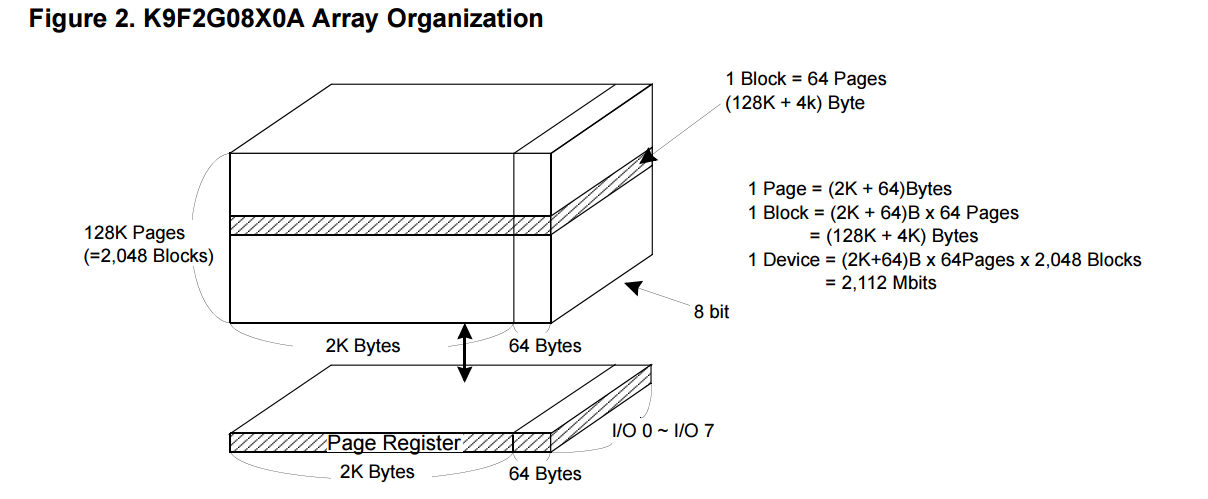 Figure 2. K9F2G08X0A Array Organization
1 Block = 64 Pages
(128K + 4k) Byte
1 Page = (2K + 64)Bytes
1 Block = (2K + 64)B x 64 Pages
= (128K + 4K) Bytes
1 Device = (2K+64)B x 64Pages x 2,048 Blocks
= 2,112 Mbits
128K Pages
(=2,048 Blocks)
8 bit
2K Bytes
64 Bytes
I/O 0 ~ I/O 7
Page Register
2K Bytes
64 Bytes